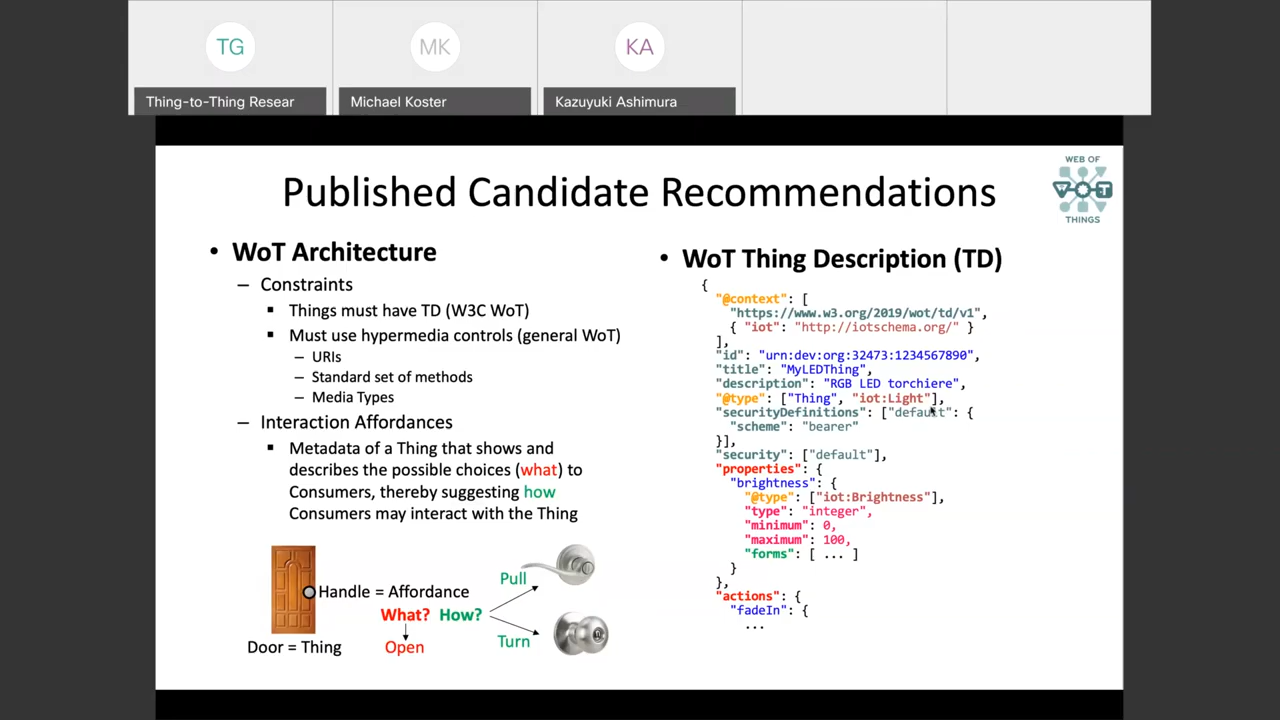 TG
MK
KA
Thing-to-Thing Resear
Michael Koster
Kazuyuki Ashimura
WEB OF
W T
THINGS
Published Candidate Recommendations
• WoT Architecture
– Constraints
▪ Things must have TD (W3C WoT)
▪ Must use hypermedia controls (general WoT)
– URIs
– Standard set of methods
– Media Types
– Interaction Affordances
▪ Metadata of a Thing that shows and
describes the possible choices (what) to
Consumers, thereby suggesting how
Consumers may interact with the Thing
Handle = Affordance
What? How?
Door = Thing
Open
Pull
Turn
• WoT Thing Description (TD)
{
"@context": [
"https://www.w3.org/2019/wot/td/v1",
{ "iot": "http://iotschema.org/" }
],
"id": "urn:dev:org:32473:1234567890",
"title": "MyLEDThing",
"description": "RGB LED torchiere",
"@type": ["Thing", "iot:Light"],
"securityDefinitions": ["default": {
"scheme": "bearer"
}],
"security": ["default"],
"properties": {
"brightness": {
"@type": ["iot:Brightness"],
"type": "integer",
"minimum": 0,
"maximum": 100,
"forms": [ ... ]
}
},
"actions": {
"fadeIn": {
...